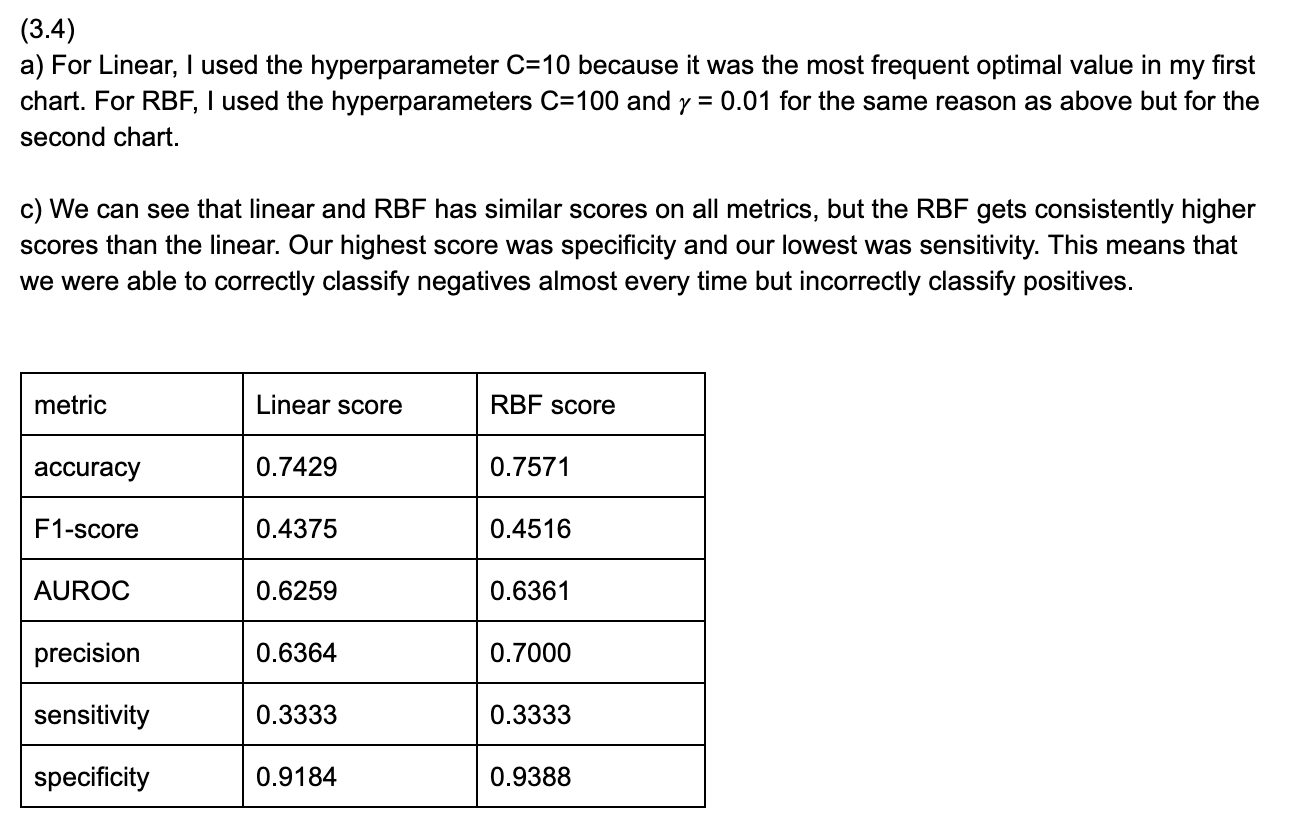 (3.4)
a) For Linear, I used the hyperparameter C=10 because it was the most frequent optimal value in my first
chart. For RBF, I used the hyperparameters C=100 and γ = 0.01 for the same reason as above but for the
second chart.
c) We can see that linear and RBF has similar scores on all metrics, but the RBF gets consistently higher
scores than the linear. Our highest score was specificity and our lowest was sensitivity. This means that
we were able to correctly classify negatives almost every time but incorrectly classify positives.
metric Linear score RBF score
accuracy 0.7429 0.7571
F1-score 0.4375 0.4516
AUROC 0.6259 0.6361
precision 0.6364 0.7000
sensitivity 0.3333 0.3333
specificity 0.9184 0.9388